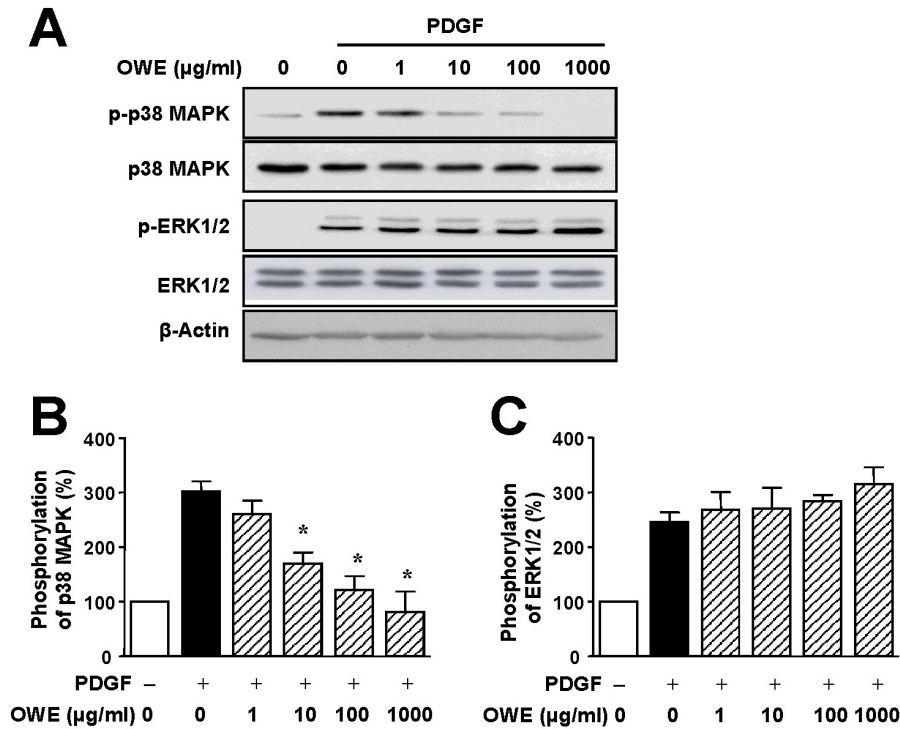 A
PDGF
OWE (µg/ml) 0 0 1 10 100 1000
p-p38 MAPK
p38 MAPK
p-ERK1/2
ERK1/2
β-Actin
B
Phosphorylation
of p38 MAPK (%)
400
300
200
100
0
*
*
*
PDGF – + + + + +
OWE (µg/ml) 0 0 1 10 100 1000
C
Phosphorylation
of ERK1/2 (%)
400
300
200
100
0
PDGF – + + + + +
OWE (µg/ml) 0 0 1 10 100 1000